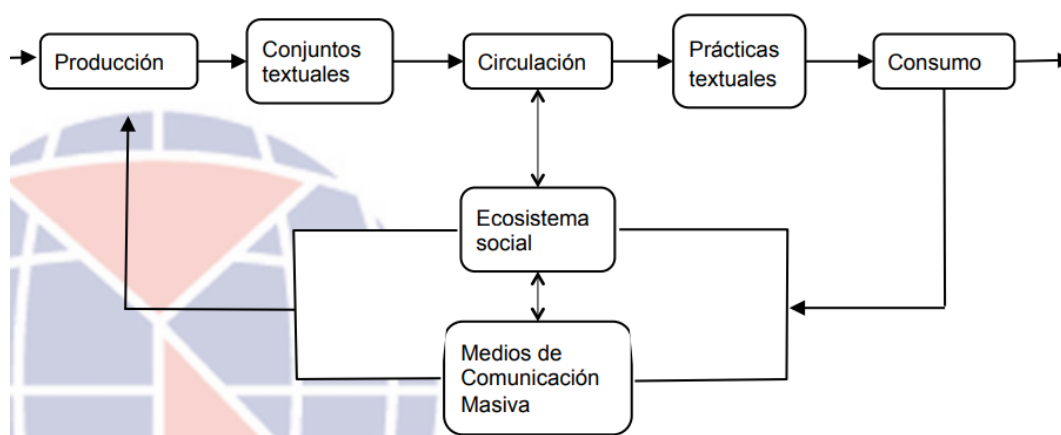 Producción
Conjuntos
textuales
Circulación
Prácticas
textuales
Consumo
Ecosistema
social
Medios de
Comunicación
Masiva